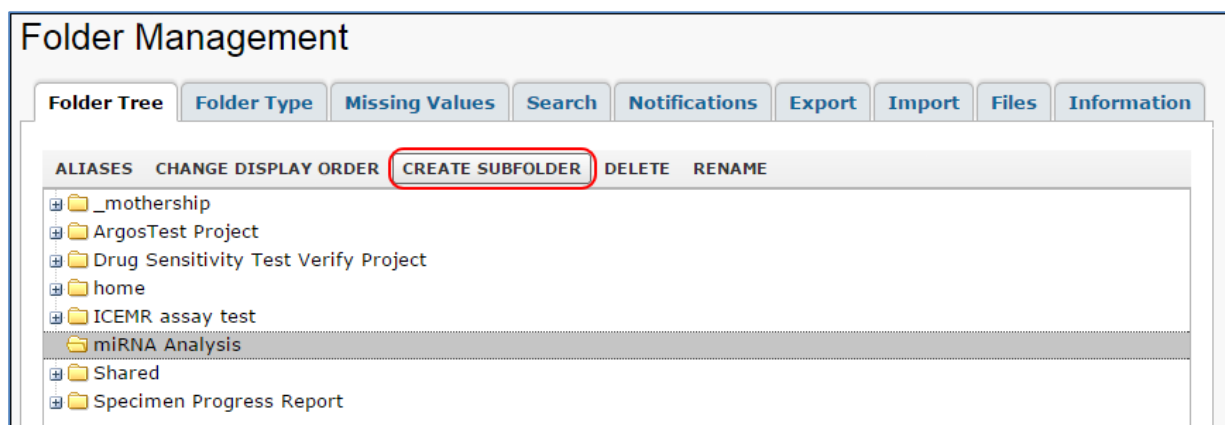 Folder Management
Folder Tree Folder Type Missing Values Search Notifications Export Import Files Information
ALIASES CHANGE DISPLAY ORDER CREATE SUBFOLDER DELETE RENAME
_mothership
ArgosTest Project
Drug Sensitivity Test Verify Project
home
ICEMR assay test
miRNA Analysis
Shared
Specimen Progress Report